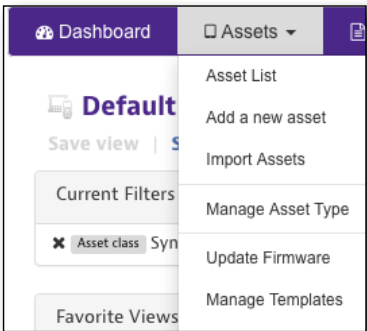 Dashboard
Assets
Asset List
Add a new asset
Import Assets
Manage Asset Type
Update Firmware
Manage Templates
Default
Save view | S
Current Filters
Asset class Syn
Favorite Views